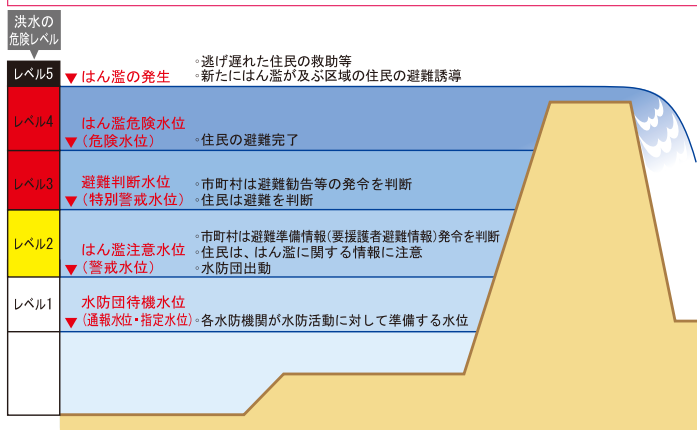 洪水の
危険レベル
レベル5
▼はん濫の発生
◦逃げ遅れた住民の救助等
◦新たにはん濫が及ぶ区域の住民の避難誘導
レベル4
はん濫危険水位
▼(危険水位)
◦住民の避難完了
レベル3
避難判断水位
▼(特別警戒水位)
◦市町村は避難勧告等の発令を判断
◦住民は避難を判断
レベル2
はん濫注意水位
▼(警戒水位)
◦市町村は避難準備情報(要援護者避難情報)発令を判断
◦住民は、はん濫に関する情報に注意
◦水防団出動
レベル1
水防団待機水位
▼(通報水位・指定水位)
◦各水防機関が水防活動に対して準備する水位